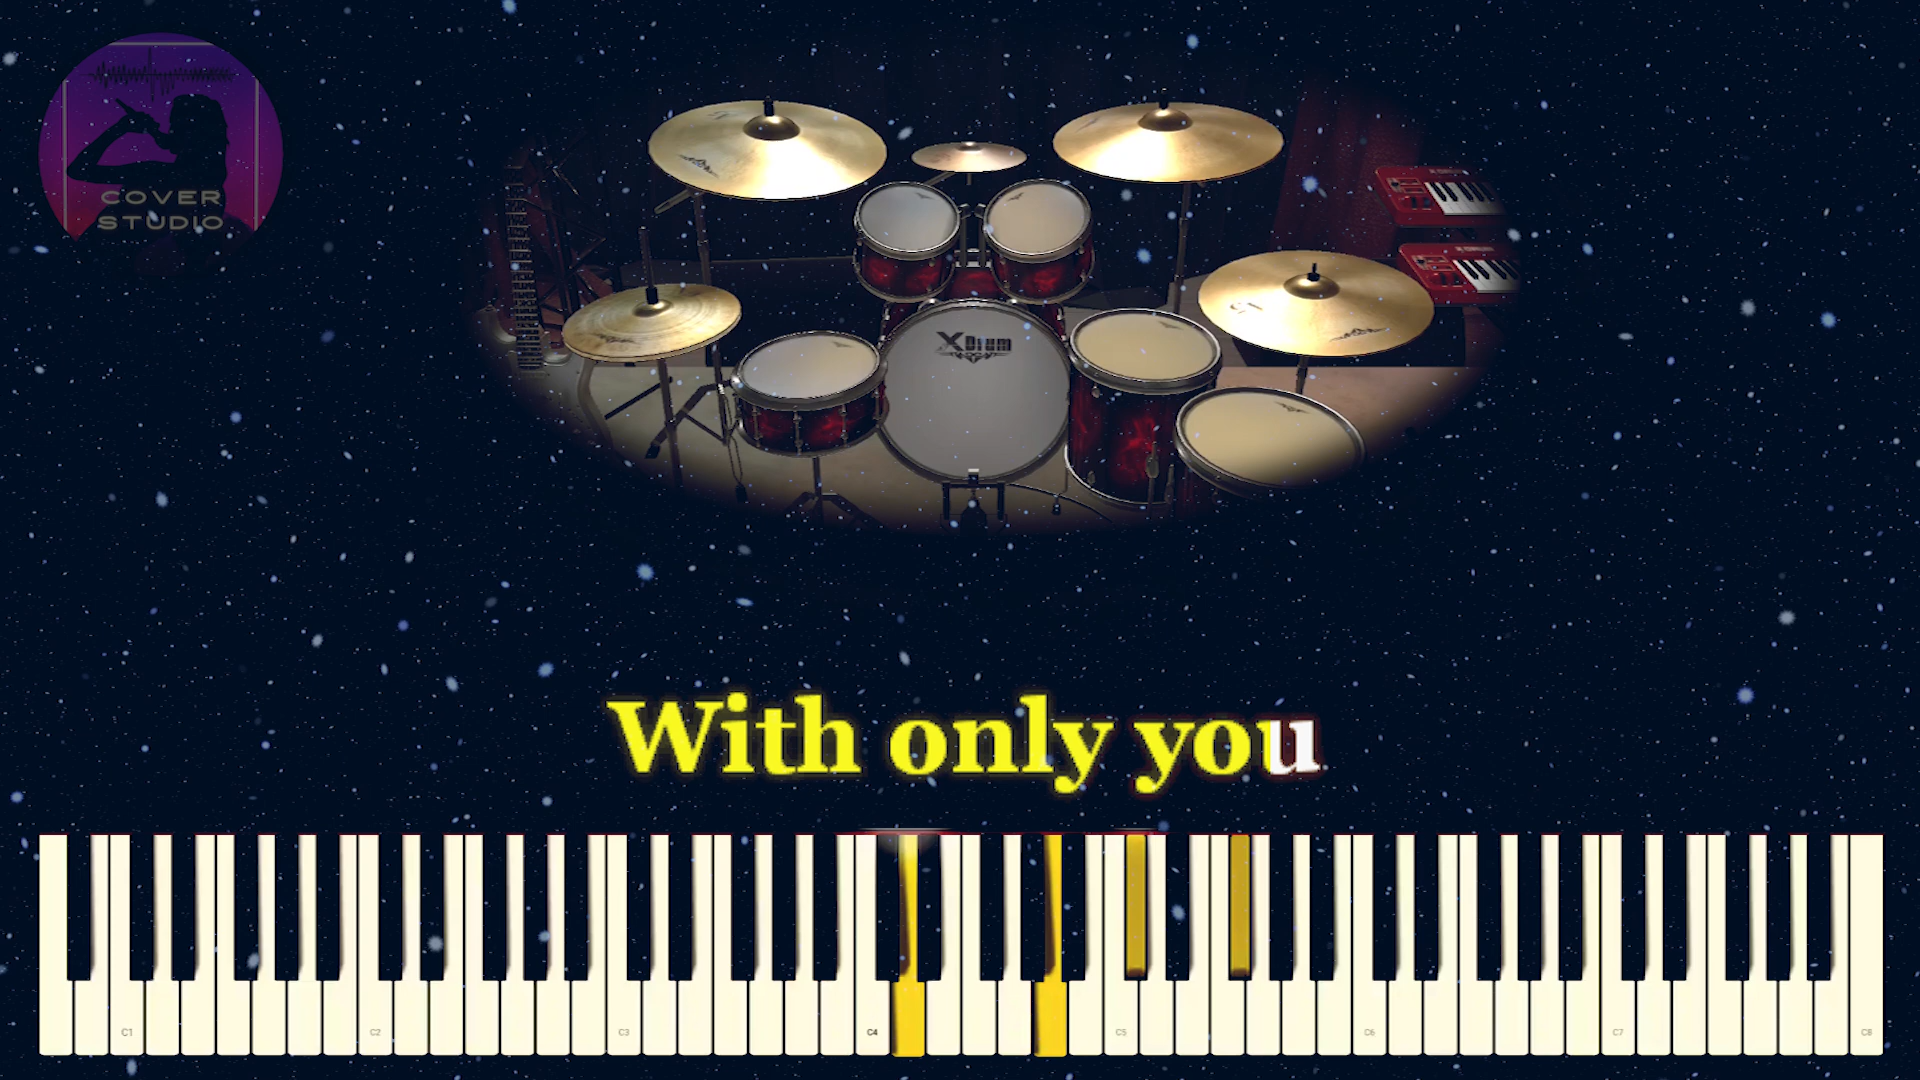 COVER
STUDIO
XDrum
With only you
C1 C2 C3 C4 C5 C6 C7 C8